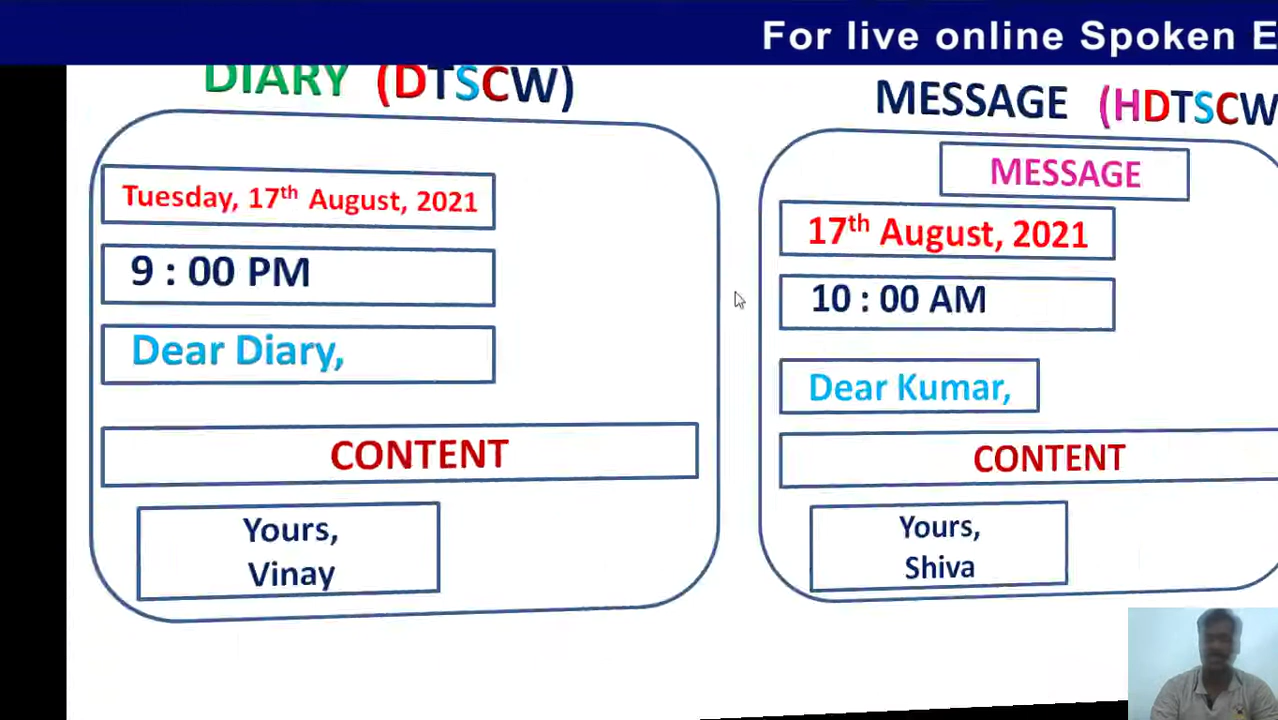 For live online Spoken E
DIARY (DTSCW)
Tuesday, 17th August, 2021
9 : 00 PM
Dear Diary,
CONTENT
Yours,
Vinay
MESSAGE (HDTSCW
MESSAGE
17th August, 2021
10 : 00 AM
Dear Kumar,
CONTENT
Yours,
Shiva